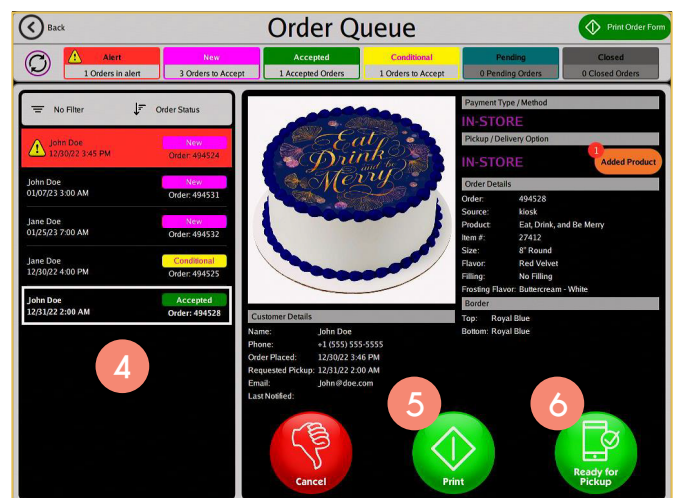 Back
Order Queue
Print Order Form
Alert
1 Orders in alert
New
3 Orders to Accept
Accepted
1 Accepted Orders
Conditional
1 Orders to Accept
Pending
0 Pending Orders
Closed
0 Closed Orders
No Filter
Order Status
John Doe
12/30/22 3:45 PM
New
Order: 494524
John Doe
01/07/23 3:00 AM
New
Order: 494531
Jane Doe
01/25/23 7:00 AM
New
Order: 494532
Jane Doe
12/30/22 4:00 PM
Conditional
Order: 494525
John Doe
12/31/22 2:00 AM
Accepted
Order: 494528
4
Eat,
Drink
and be
Merry
Payment Type / Method
IN-STORE
Pickup / Delivery Option
IN-STORE
1
Added Product
Order Details
Order: 494528
Source: kiosk
Product: Eat, Drink, and Be Merry
Item #: 27412
Size: 8" Round
Flavor: Red Velvet
Filling: No Filling
Frosting Flavor: Buttercream - White
Border
Top: Royal Blue
Bottom: Royal Blue
Customer Details
Name: John Doe
Phone: +1 (555) 555-5555
Order Placed: 12/30/22 3:46 PM
Requested Pickup: 12/31/22 2:00 AM
Email: John@doe.com
Last Notified:
5
6
Cancel
Print
Ready for
Pickup